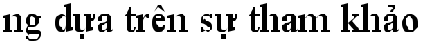 ng dựa trên sự tham khảo